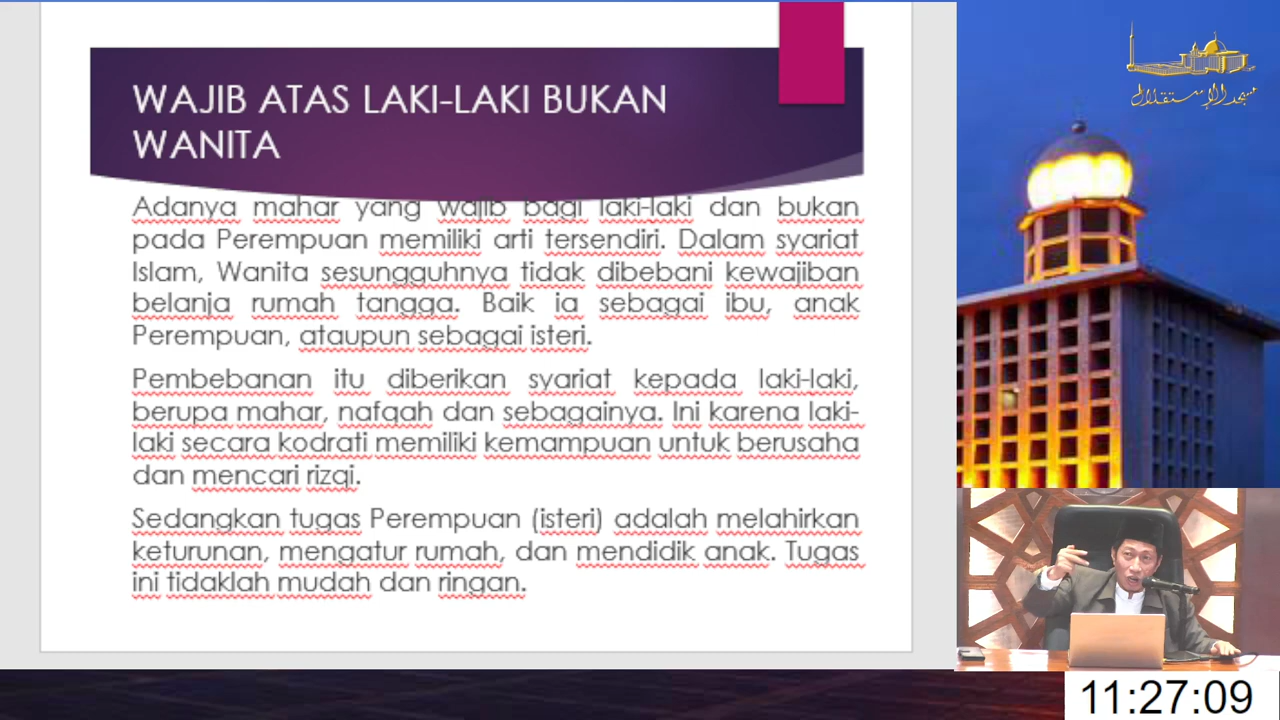 WAJIB ATAS LAKI-LAKI BUKAN
WANITA
Adanya mahar yang wajib bagi laki-laki dan bukan
pada Perempuan memiliki arti tersendiri. Dalam syariat
Islam, Wanita sesungguhnya tidak dibebani kewajiban
belanja rumah tangga. Baik ia sebagai ibu, anak
Perempuan, ataupun sebagai isteri.
Pembebanan itu diberikan syariat kepada laki-laki,
berupa mahar, nafqah dan sebagainya. Ini karena laki-
laki secara kodrati memiliki kemampuan untuk berusaha
dan mencari rizqi.
Sedangkan tugas Perempuan (isteri) adalah melahirkan
keturunan, mengatur rumah, dan mendidik anak. Tugas
ini tidaklah mudah dan ringan.
مسجد الإستقلال
11:27:09